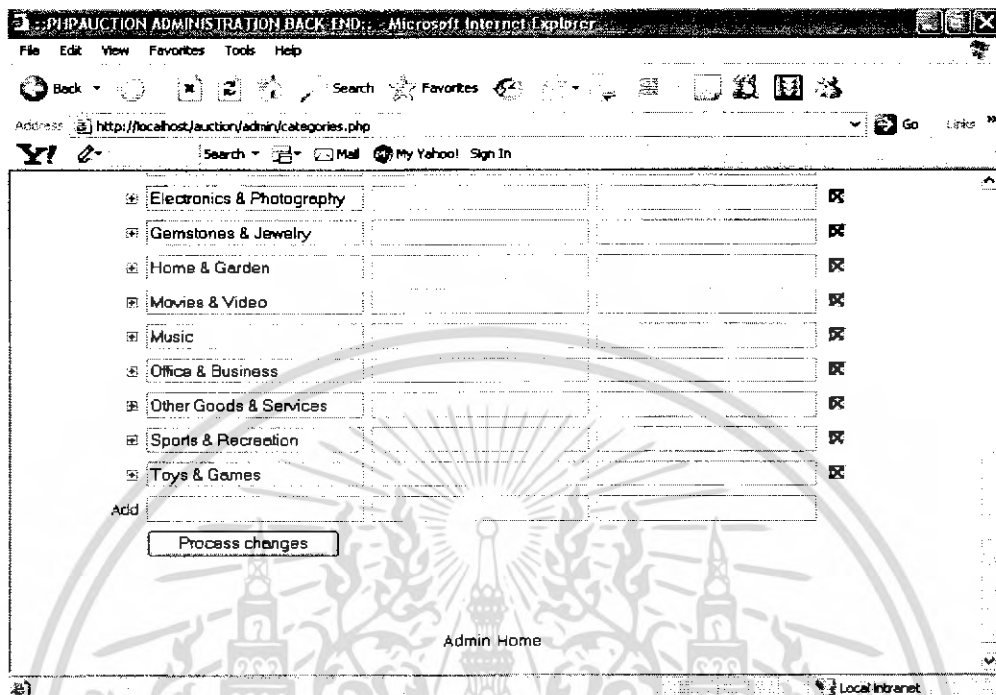 ::PHPAUCTION ADMINISTRATION BACK-END:: - Microsoft Internet Explorer
File Edit View Favorites Tools Help
Back Search Favorites
Address http://localhost/auction/admin/categories.php Go Links »
Y! Search Mail My Yahoo! Sign In
Electronics & Photography
Gemstones & Jewelry
Home & Garden
Movies & Video
Music
Office & Business
Other Goods & Services
Sports & Recreation
Toys & Games
Add
Process changes
Admin Home
Local intranet